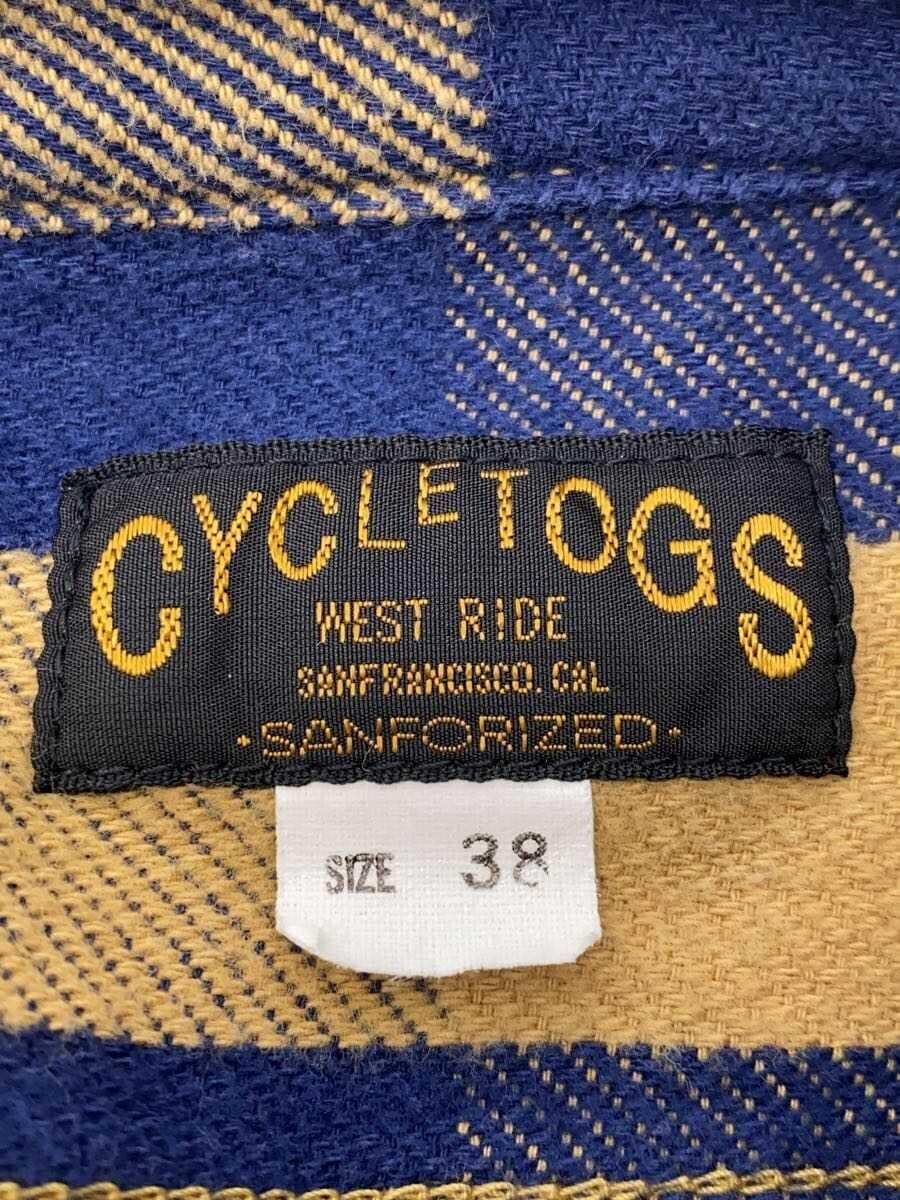 CYCLETOGS
WEST RIDE
SANFRANCISCO. CAL
·SANFORIZED·
SIZE 38